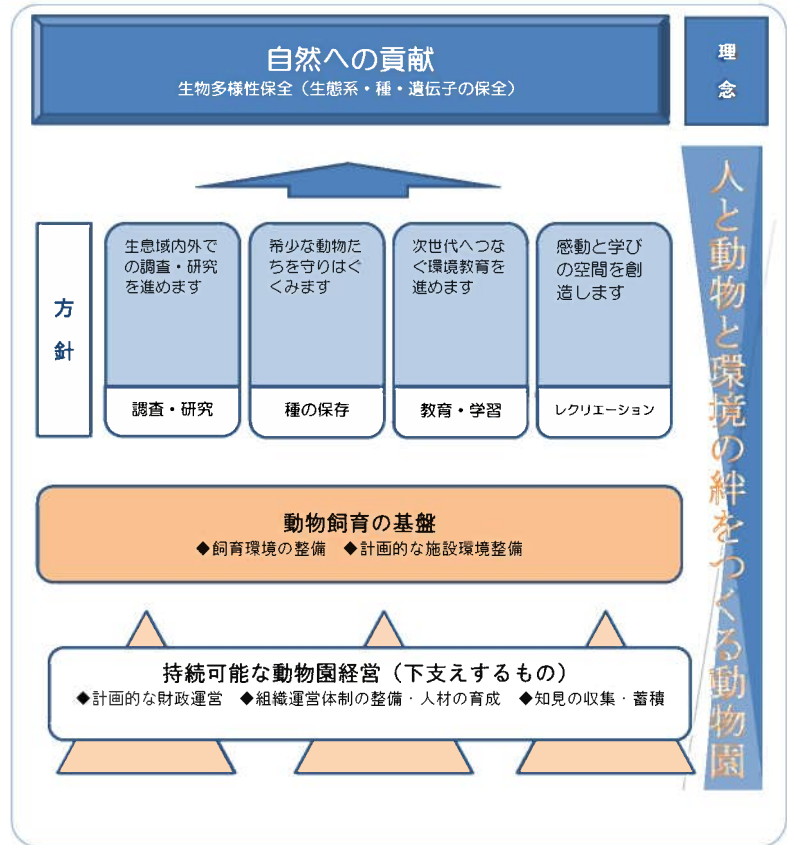 自然への貢献
生物多様性保全（生態系・種・遺伝子の保全）
理
念
人と動物と環境の絆をつくる動物園
方
針
生息域内外で
の調査・研究
を進めます
調査・研究
希少な動物た
ちを守りはぐ
くみます
種の保存
次世代へつな
ぐ環境教育を
進めます
教育・学習
感動と学び
の空間を創
造します
レクリエーション
動物飼育の基盤
◆飼育環境の整備　◆計画的な施設環境整備
持続可能な動物園経営（下支えするもの）
◆計画的な財政運営　◆組織運営体制の整備・人材の育成　◆知見の収集・蓄積